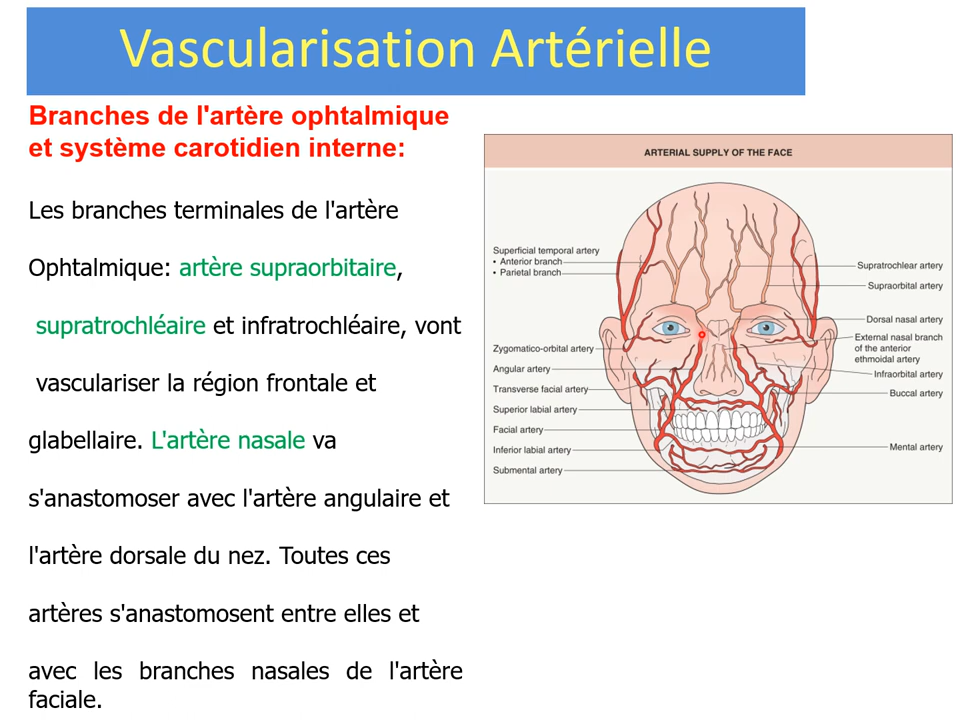 Vascularisation Artérielle
Branches de l'artère ophtalmique
et système carotidien interne:
Les branches terminales de l'artère
Ophtalmique: artère supraorbitaire,
supratrochléaire et infratrochléaire, vont
vasculariser la région frontale et
glabellaire. L'artère nasale va
s'anastomoser avec l'artère angulaire et
l'artère dorsale du nez. Toutes ces
artères s'anastomosent entre elles et
avec les branches nasales de l'artère
faciale.
ARTERIAL SUPPLY OF THE FACE
Superficial temporal artery
• Anterior branch
• Parietal branch
Zygomatico-orbital artery
Angular artery
Transverse facial artery
Superior labial artery
Facial artery
Inferior labial artery
Submental artery
Supratrochlear artery
Supraorbital artery
Dorsal nasal artery
External nasal branch
of the anterior
ethmoidal artery
Infraorbital artery
Buccal artery
Mental artery